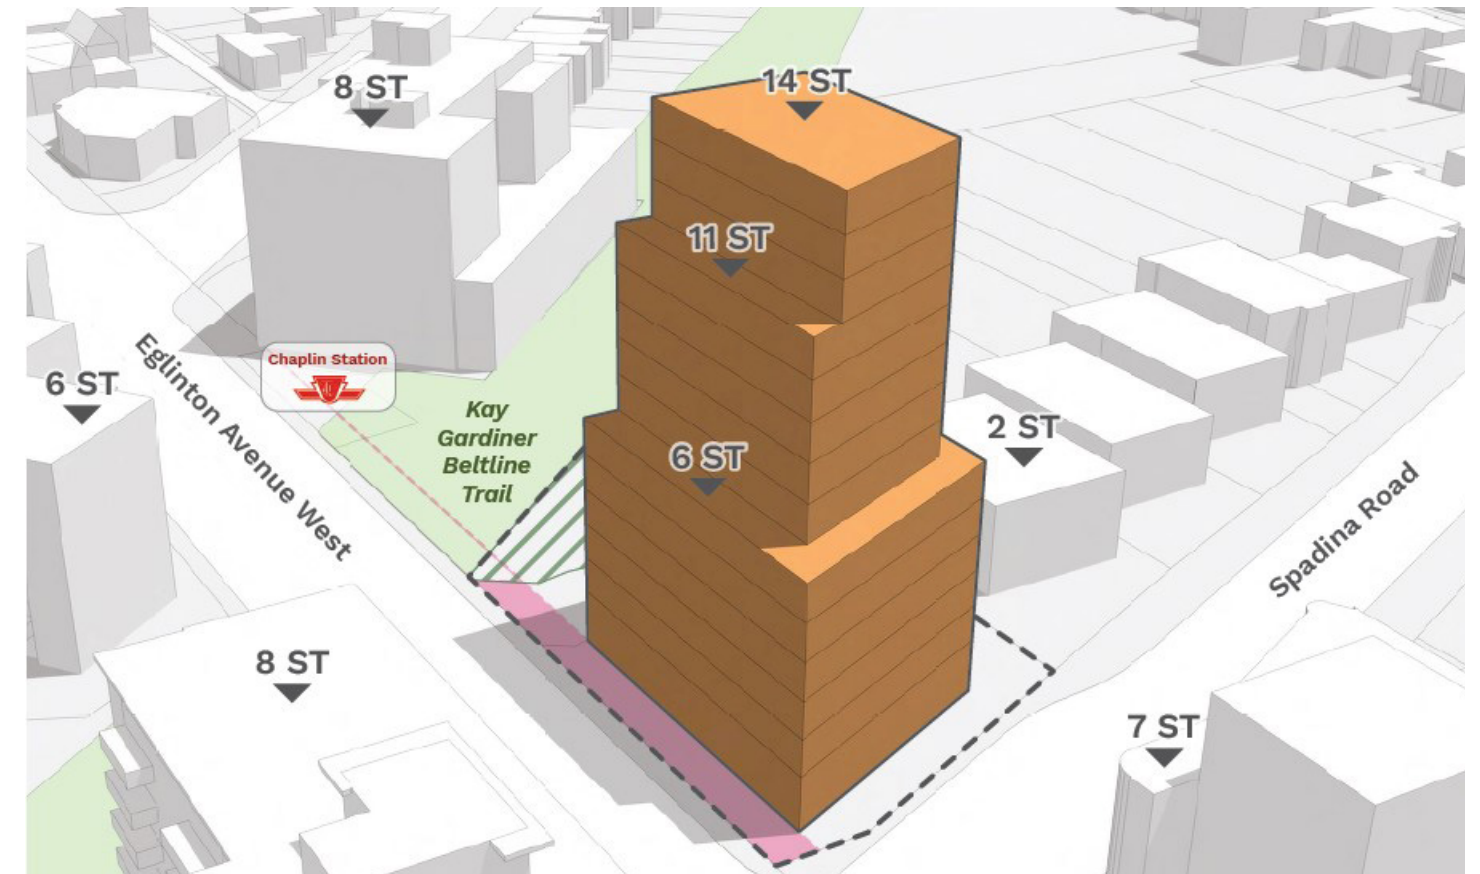 14 ST
8 ST
11 ST
Chaplin Station
6 ST
Eglinton Avenue West
Kay
Gardiner
Beltline
Trail
6 ST
2 ST
Spadina Road
8 ST
7 ST